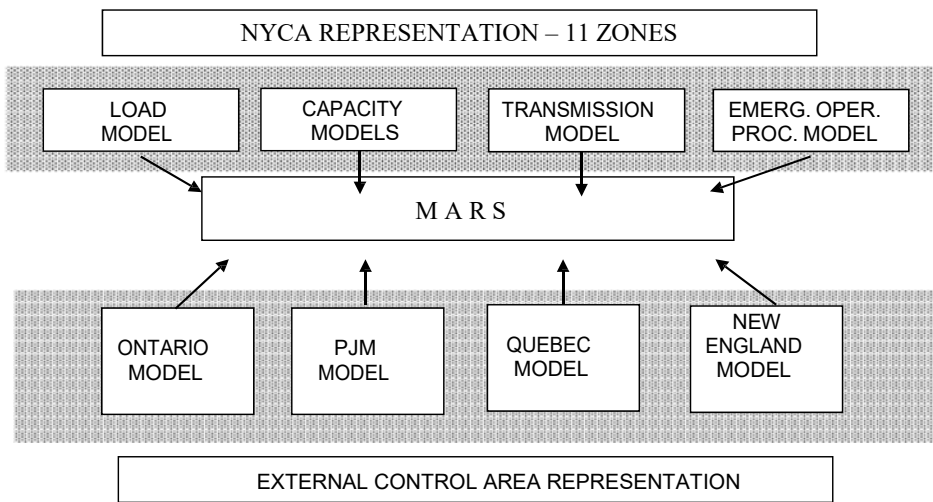 NYCA REPRESENTATION – 11 ZONES
LOAD
MODEL
CAPACITY
MODELS
TRANSMISSION
MODEL
EMERG. OPER.
PROC. MODEL
M A R S
ONTARIO
MODEL
PJM
MODEL
QUEBEC
MODEL
NEW
ENGLAND
MODEL
EXTERNAL CONTROL AREA REPRESENTATION